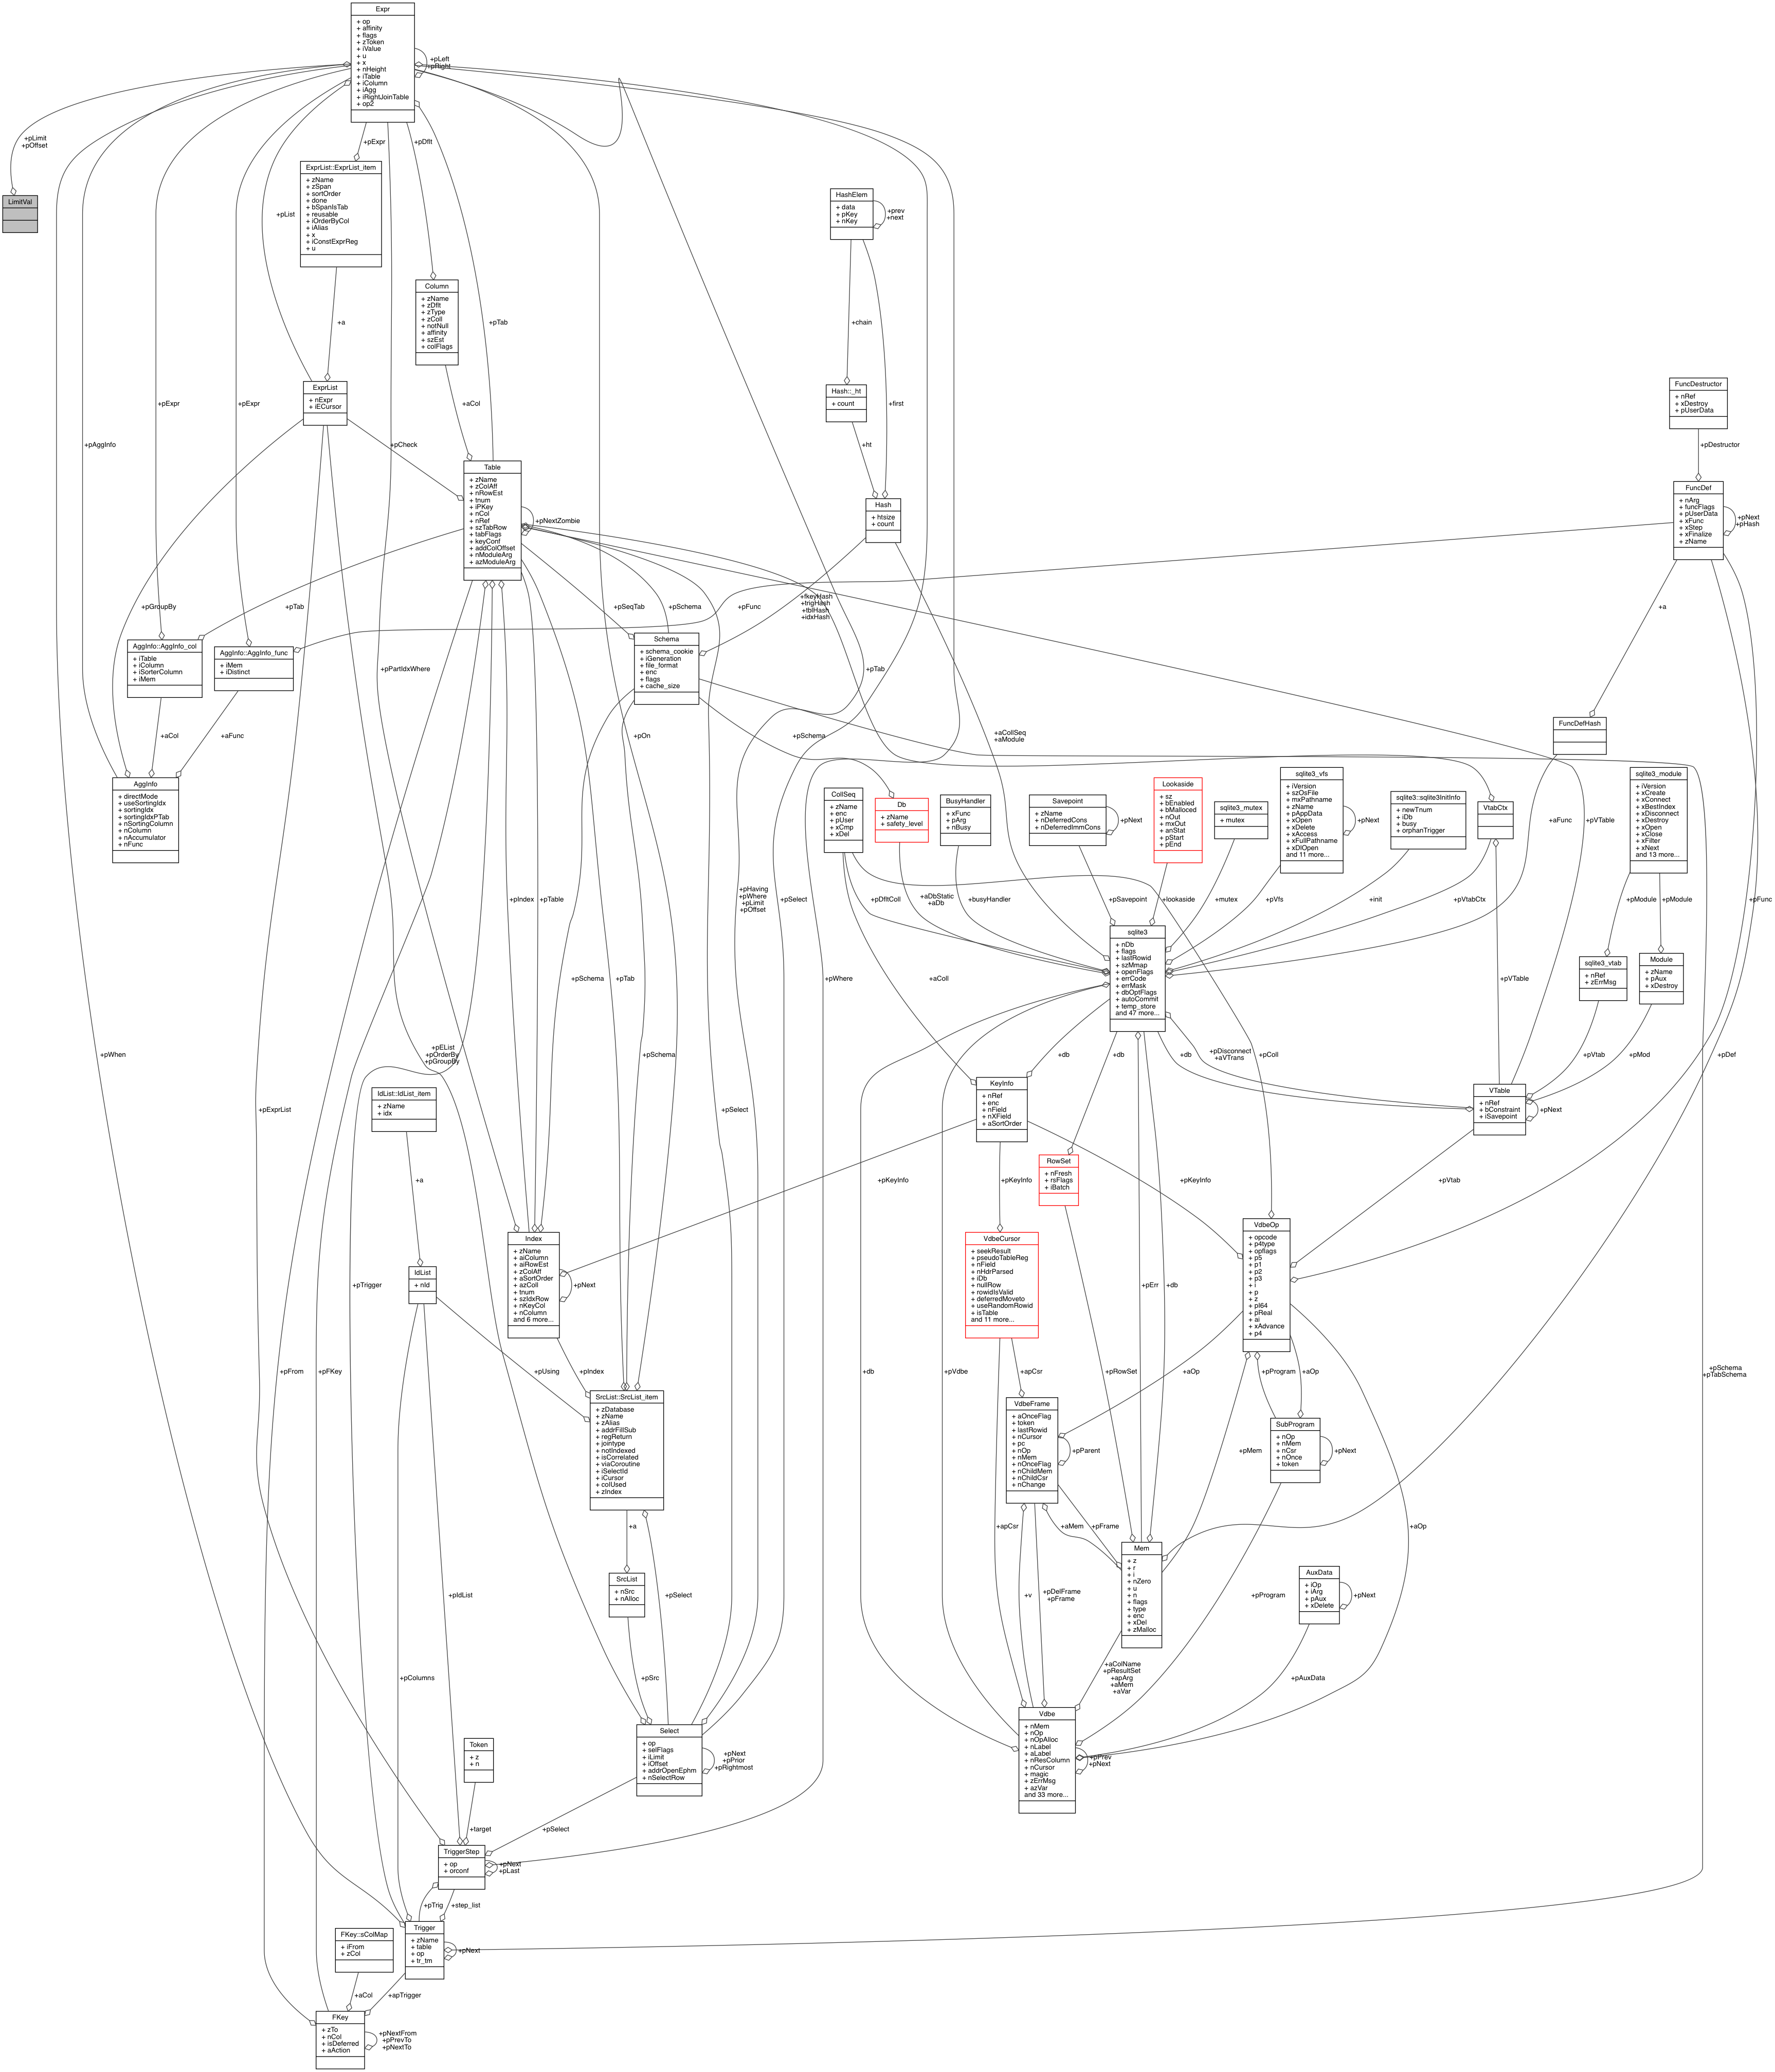 Expr
+ op
+ affinity
+ flags
+ zToken
+ iValue
+ u
+ x
+ nHeight
+ iTable
+ iColumn
+ iAgg
+ iRightJoinTable
+ op2
+pLeft
+pRight
+pLimit
+pOffset
LimitVal
+pExpr
+pDflt
ExprList::ExprList_item
+ zName
+ zSpan
+ sortOrder
+ done
+ bSpanIsTab
+ reusable
+ iOrderByCol
+ iAlias
+ x
+ iConstExprReg
+ u
+pList
HashElem
+ data
+ pKey
+ nKey
+prev
+next
Column
+ zName
+ zDflt
+ zType
+ zColl
+ notNull
+ affinity
+ szEst
+ colFlags
+a
+pTab
+chain
ExprList
+ nExpr
+ iECursor
Hash::_ht
+ count
+first
FuncDestructor
+ nRef
+ xDestroy
+ pUserData
+pExpr
+pExpr
+aCol
+pAggInfo
+pCheck
+ht
+pDestructor
Table
+ zName
+ zColAff
+ nRowEst
+ tnum
+ iPKey
+ nCol
+ nRef
+ szTabRow
+ tabFlags
+ keyConf
+ addColOffset
+ nModuleArg
+ azModuleArg
+pNextZombie
Hash
+ htsize
+ count
FuncDef
+ nArg
+ funcFlags
+ pUserData
+ xFunc
+ xStep
+ xFinalize
+ zName
+pNext
+pHash
+pGroupBy
+pTab
+pSeqTab
+pSchema
+pFunc
+fkeyHash
+trigHash
+tblHash
+idxHash
+a
AggInfo::AggInfo_col
+ iTable
+ iColumn
+ iSorterColumn
+ iMem
AggInfo::AggInfo_func
+ iMem
+ iDistinct
Schema
+ schema_cookie
+ iGeneration
+ file_format
+ enc
+ flags
+ cache_size
+pPartIdxWhere
+pTab
FuncDefHash
+aCol
+aFunc
+pOn
+pSchema
+aCollSeq
+aModule
AggInfo
+ directMode
+ useSortingIdx
+ sortingIdx
+ sortingIdxPTab
+ nSortingColumn
+ nColumn
+ nAccumulator
+ nFunc
CollSeq
+ zName
+ enc
+ pUser
+ xCmp
+ xDel
Db
+ zName
+ safety_level
BusyHandler
+ xFunc
+ pArg
+ nBusy
Savepoint
+ zName
+ nDeferredCons
+ nDeferredImmCons
+pNext
Lookaside
+ sz
+ bEnabled
+ bMalloced
+ nOut
+ mxOut
+ anStat
+ pStart
+ pEnd
sqlite3_mutex
+ mutex
sqlite3_vfs
+ iVersion
+ szOsFile
+ mxPathname
+ zName
+ pAppData
+ xOpen
+ xDelete
+ xAccess
+ xFullPathname
+ xDlOpen
and 11 more...
+pNext
sqlite3::sqlite3InitInfo
+ newTnum
+ iDb
+ busy
+ orphanTrigger
VtabCtx
+aFunc
+pVTable
sqlite3_module
+ iVersion
+ xCreate
+ xConnect
+ xBestIndex
+ xDisconnect
+ xDestroy
+ xOpen
+ xClose
+ xFilter
+ xNext
and 13 more...
+pIndex
+pTable
+pHaving
+pWhere
+pLimit
+pOffset
+pSelect
+pDfltColl
+aDbStatic
+aDb
+busyHandler
+pSavepoint
+lookaside
+mutex
+pVfs
+init
+pVtabCtx
+pModule
+pModule
+pFunc
sqlite3
+ nDb
+ flags
+ lastRowid
+ szMmap
+ openFlags
+ errCode
+ errMask
+ dbOptFlags
+ autoCommit
+ temp_store
and 47 more...
sqlite3_vtab
+ nRef
+ zErrMsg
Module
+ zName
+ pAux
+ xDestroy
+pSchema
+pTab
+pWhere
+aColl
+pVTable
+pWhen
+pEList
+pOrderBy
+pGroupBy
+pSchema
+db
+db
+db
+pDisconnect
+aVTrans
+pColl
+pVtab
+pMod
+pDef
KeyInfo
+ nRef
+ enc
+ nField
+ nXField
+ aSortOrder
VTable
+ nRef
+ bConstraint
+ iSavepoint
+pNext
IdList::IdList_item
+ zName
+ idx
+pExprList
+pSelect
RowSet
+ nFresh
+ rsFlags
+ iBatch
+a
+pKeyInfo
+pKeyInfo
+pKeyInfo
+pVtab
Index
+ zName
+ aiColumn
+ aiRowEst
+ zColAff
+ aSortOrder
+ azColl
+ tnum
+ szIdxRow
+ nKeyCol
+ nColumn
and 6 more...
+pNext
VdbeCursor
+ seekResult
+ pseudoTableReg
+ nField
+ nHdrParsed
+ iDb
+ nullRow
+ rowidIsValid
+ deferredMoveto
+ useRandomRowid
+ isTable
and 11 more...
VdbeOp
+ opcode
+ p4type
+ opflags
+ p5
+ p1
+ p2
+ p3
+ i
+ p
+ z
+ pI64
+ pReal
+ ai
+ xAdvance
+ p4
IdList
+ nId
+pTrigger
+pErr
+db
+pFrom
+pFKey
+pUsing
+pIndex
+db
+pVdbe
+apCsr
+pRowSet
+aOp
+pProgram
+aOp
+pSchema
+pTabSchema
SrcList::SrcList_item
+ zDatabase
+ zName
+ zAlias
+ addrFillSub
+ regReturn
+ jointype
+ notIndexed
+ isCorrelated
+ viaCoroutine
+ iSelectId
+ iCursor
+ colUsed
+ zIndex
VdbeFrame
+ aOnceFlag
+ token
+ lastRowid
+ nCursor
+ pc
+ nOp
+ nMem
+ nOnceFlag
+ nChildMem
+ nChildCsr
+ nChange
+pParent
+pMem
SubProgram
+ nOp
+ nMem
+ nCsr
+ nOnce
+ token
+pNext
+a
+apCsr
+aMem
+pFrame
+aOp
Mem
+ z
+ r
+ i
+ nZero
+ u
+ n
+ flags
+ type
+ enc
+ xDel
+ zMalloc
SrcList
+ nSrc
+ nAlloc
+pIdList
+pSelect
+v
+pDelFrame
+pFrame
+pProgram
AuxData
+ iOp
+ iArg
+ pAux
+ xDelete
+pNext
+pColumns
+pSrc
+aColName
+pResultSet
+apArg
+aMem
+aVar
+pAuxData
Vdbe
+ nMem
+ nOp
+ nOpAlloc
+ nLabel
+ aLabel
+ nResColumn
+ nCursor
+ magic
+ zErrMsg
+ azVar
and 33 more...
+pPrev
+pNext
Select
+ op
+ selFlags
+ iLimit
+ iOffset
+ addrOpenEphm
+ nSelectRow
+pNext
+pPrior
+pRightmost
Token
+ z
+ n
+target
+pSelect
TriggerStep
+ op
+ orconf
+pNext
+pLast
+pTrig
+step_list
Trigger
+ zName
+ table
+ op
+ tr_tm
+pNext
FKey::sColMap
+ iFrom
+ zCol
+aCol
+apTrigger
FKey
+ zTo
+ nCol
+ isDeferred
+ aAction
+pNextFrom
+pPrevTo
+pNextTo